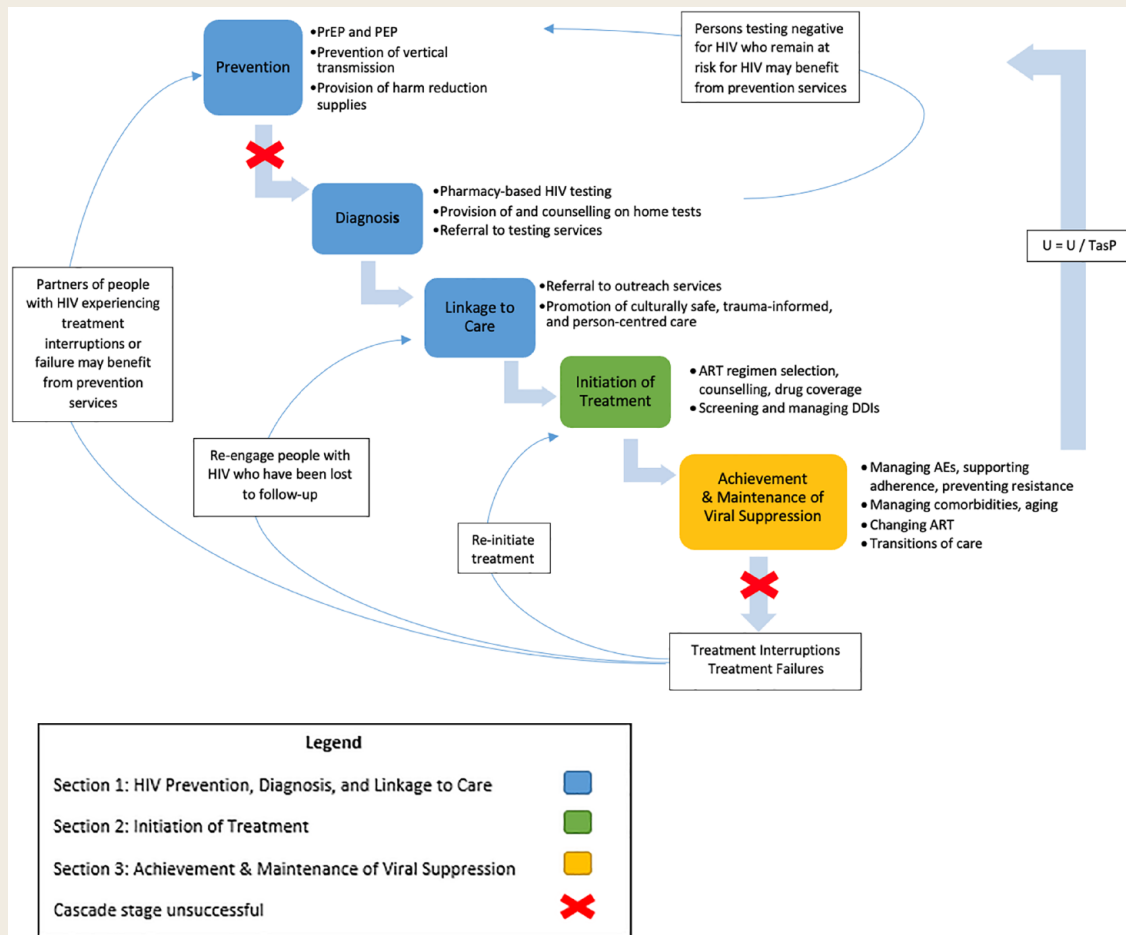 Prevention
•PrEP and PEP
•Prevention of vertical
transmission
•Provision of harm reduction
supplies
Persons testing negative
for HIV who remain at
risk for HIV may benefit
from prevention services
Diagnosis
•Pharmacy-based HIV testing
•Provision of and counselling on home tests
•Referral to testing services
U = U / TasP
Partners of people
with HIV experiencing
treatment
interruptions or
failure may benefit
from prevention
services
Linkage to
Care
•Referral to outreach services
•Promotion of culturally safe, trauma-informed,
and person-centred care
Initiation of
Treatment
•ART regimen selection,
counselling, drug coverage
•Screening and managing DDIs
Re-engage people with
HIV who have been lost
to follow-up
Re-initiate
treatment
Achievement
& Maintenance of
Viral Suppression
•Managing AEs, supporting
adherence, preventing resistance
•Managing comorbidities, aging
•Changing ART
•Transitions of care
Treatment Interruptions
Treatment Failures
Legend
Section 1: HIV Prevention, Diagnosis, and Linkage to Care
Section 2: Initiation of Treatment
Section 3: Achievement & Maintenance of Viral Suppression
Cascade stage unsuccessful